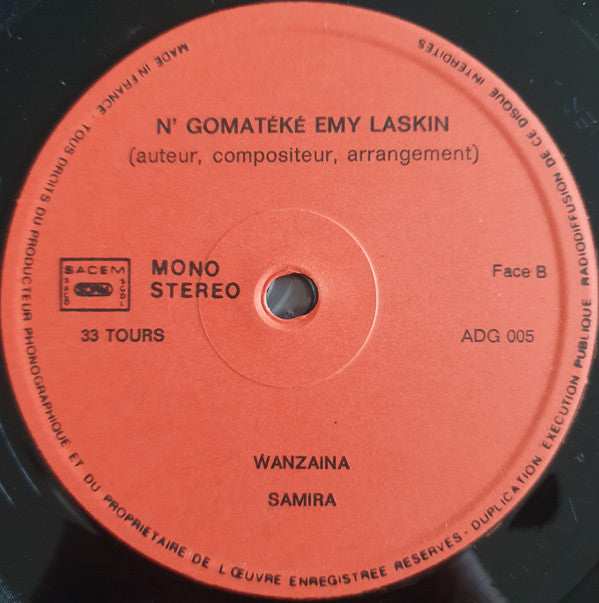 N' GOMATÉKÉ EMY LASKIN
(auteur, compositeur, arrangement)
SACEM
MONO
STEREO
33 TOURS
Face B
ADG 005
WANZAINA
SAMIRA
MADE IN FRANCE TOUS DROITS DU PRODUCTEUR PHONOGRAPHIQUE ET DU PROPRIETAIRE DE L'ŒUVRE ENREGISTREE RESERVES - DUPLICATION EXECUTION PUBLIQUE RADIODIFFUSION DE CE DISQUE INTERDITES